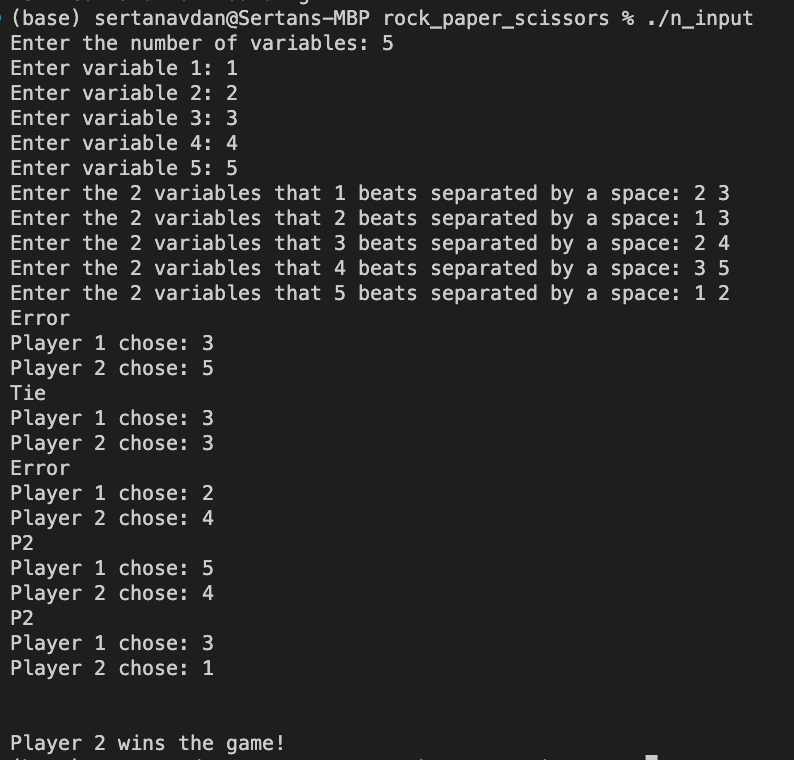 (base) sertanavdan@Sertans-MBP rock_paper_scissors % ./n_input
Enter the number of variables: 5
Enter variable 1: 1
Enter variable 2: 2
Enter variable 3: 3
Enter variable 4: 4
Enter variable 5: 5
Enter the 2 variables that 1 beats separated by a space: 2 3
Enter the 2 variables that 2 beats separated by a space: 1 3
Enter the 2 variables that 3 beats separated by a space: 2 4
Enter the 2 variables that 4 beats separated by a space: 3 5
Enter the 2 variables that 5 beats separated by a space: 1 2
Error
Player 1 chose: 3
Player 2 chose: 5
Tie
Player 1 chose: 3
Player 2 chose: 3
Error
Player 1 chose: 2
Player 2 chose: 4
P2
Player 1 chose: 5
Player 2 chose: 4
P2
Player 1 chose: 3
Player 2 chose: 1
Player 2 wins the game!